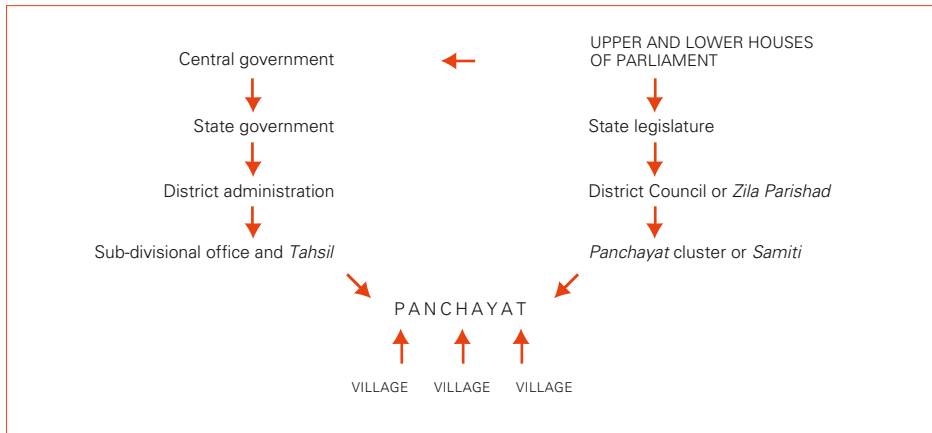 Central government
UPPER AND LOWER HOUSES
OF PARLIAMENT
State government
State legislature
District administration
District Council or Zila Parishad
Sub-divisional office and Tahsil
Panchayat cluster or Samiti
PANCHAYAT
VILLAGE VILLAGE VILLAGE